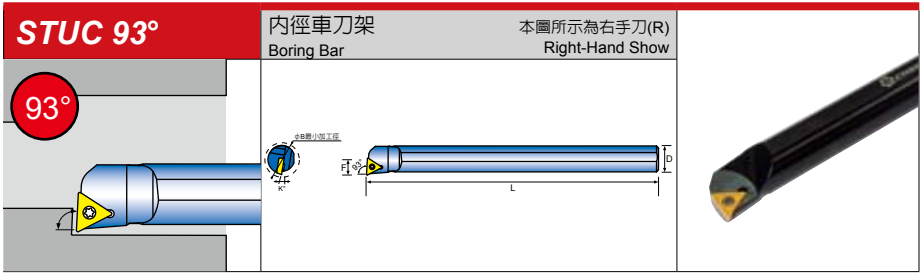 STUC 93°
內徑車刀架
Boring Bar
本圖所示為右手刀(R)
Right-Hand Show
93°
φB最小加工徑
K°
F
93°
L
D